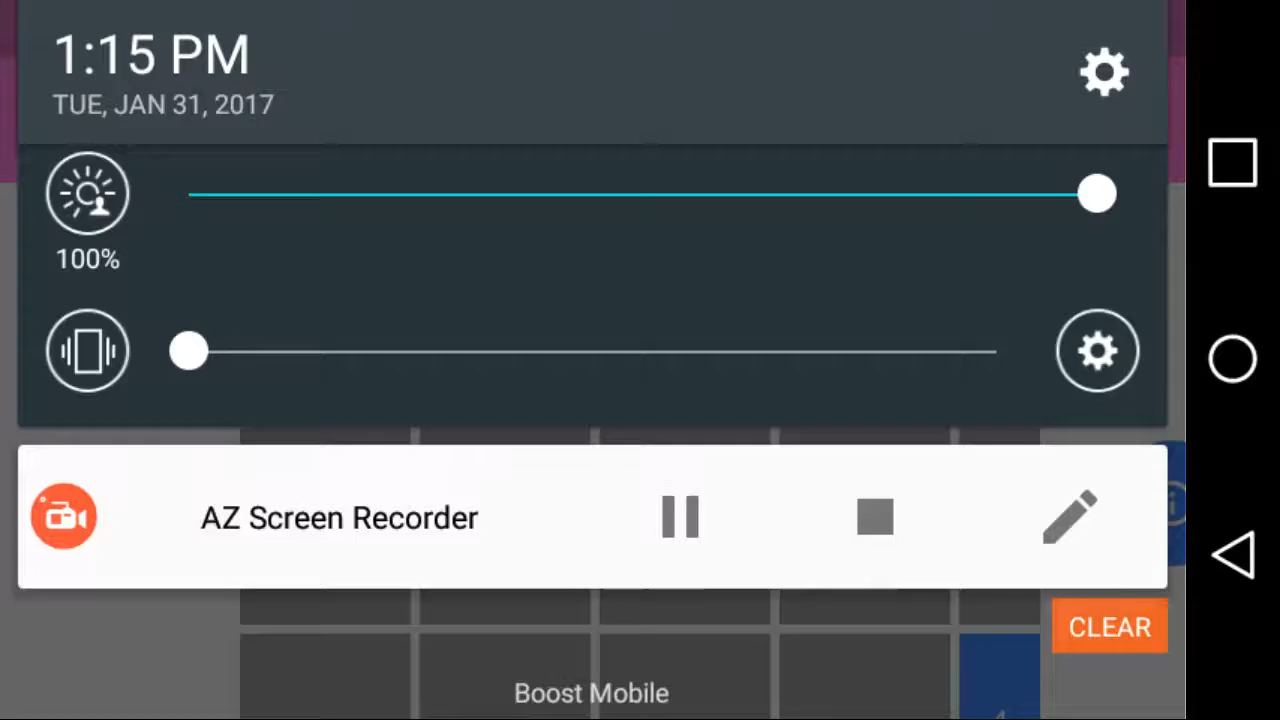 1:15 PM
TUE, JAN 31, 2017
100%
AZ Screen Recorder
CLEAR
Boost Mobile